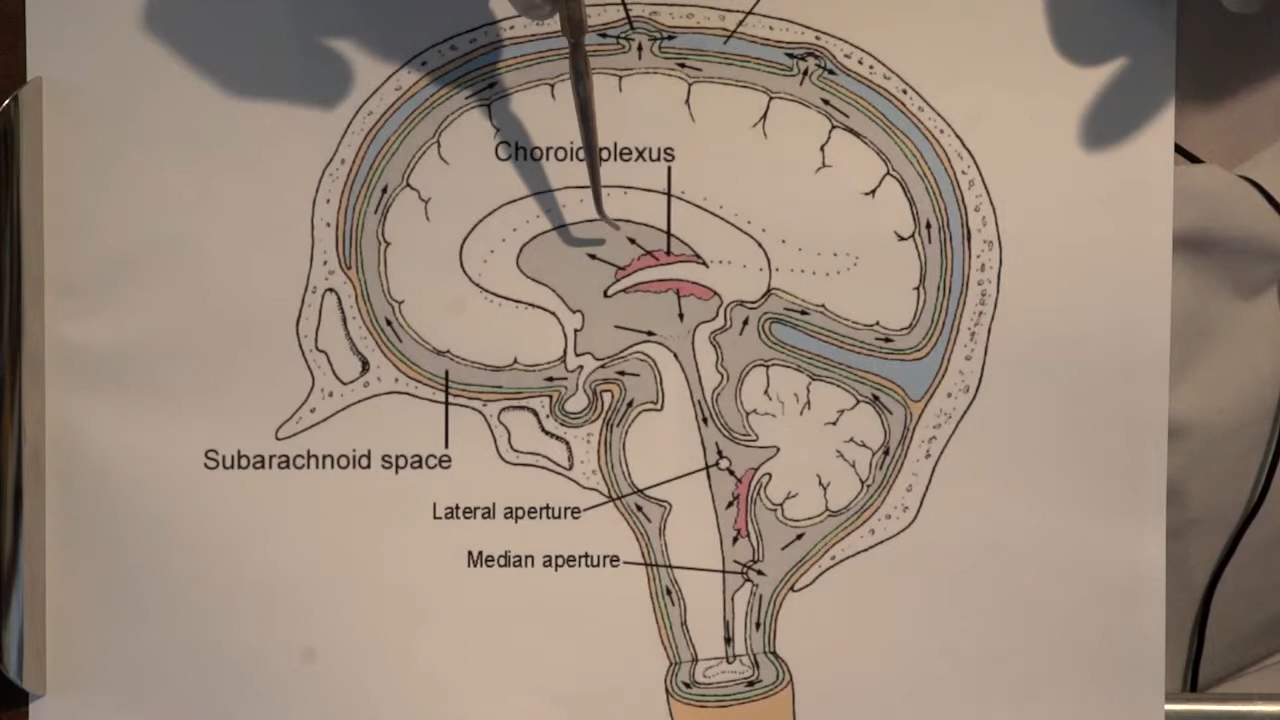 Choroid plexus
Subarachnoid space
Lateral aperture
Median aperture